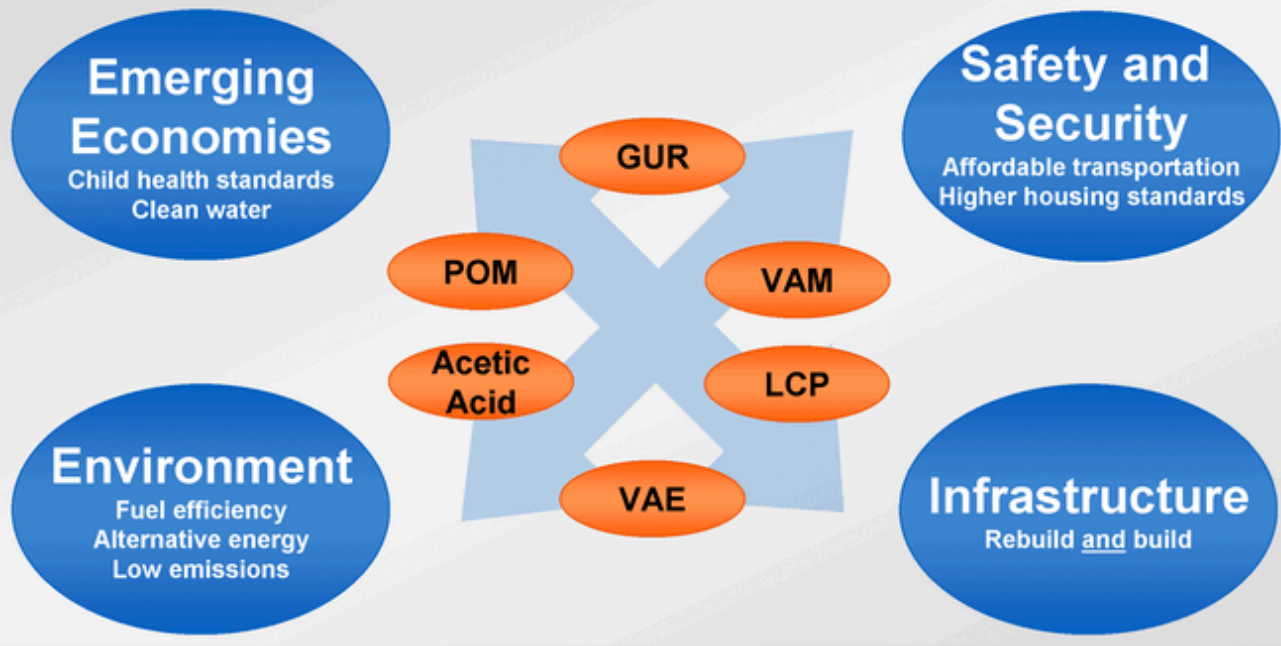 Emerging
Economies
Child health standards
Clean water
Safety and
Security
Affordable transportation
Higher housing standards
GUR
POM
VAM
Acetic
Acid
LCP
VAE
Environment
Fuel efficiency
Alternative energy
Low emissions
Infrastructure
Rebuild and build